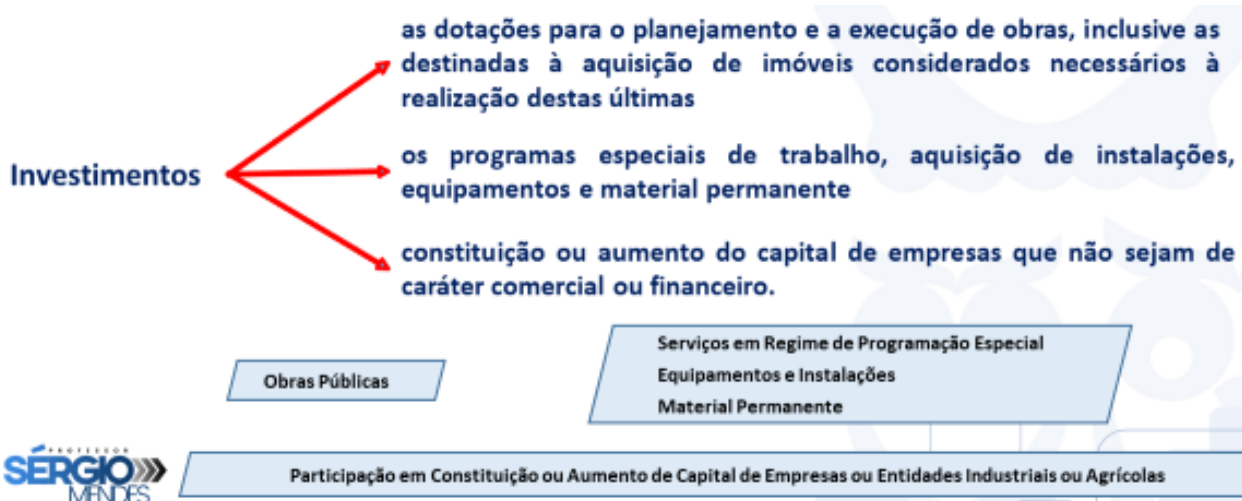 as dotações para o planejamento e a execução de obras, inclusive as
destinadas à aquisição de imóveis considerados necessários à
realização destas últimas
Investimentos
os programas especiais de trabalho, aquisição de instalações,
equipamentos e material permanente
constituição ou aumento do capital de empresas que não sejam de
caráter comercial ou financeiro.
Obras Públicas
Serviços em Regime de Programação Especial
Equipamentos e Instalações
Material Permanente
PROFESSOR
SÉRGIO
MENDES
Participação em Constituição ou Aumento de Capital de Empresas ou Entidades Industriais ou Agrícolas